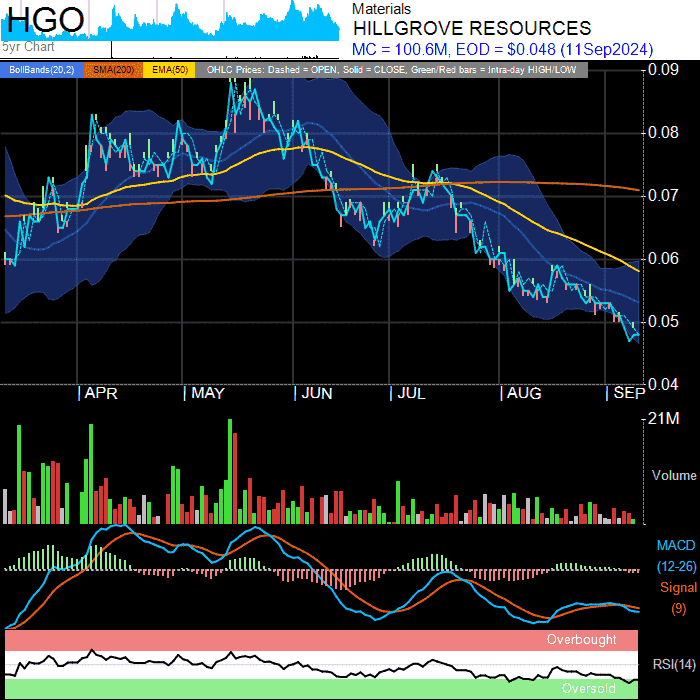 HGO
5yr Chart
Materials
HILLGROVE RESOURCES
MC = 100.6M, EOD = $0.048 (11Sep2024)
BollBands(20,2) SMA(200) EMA(50) OHLC Prices: Dashed = OPEN, Solid = CLOSE, Green/Red bars = Intra-day HIGH/LOW
0.09
0.08
0.07
0.06
0.05
0.04
APR MAY JUN JUL AUG SEP
21M
Volume
MACD
(12-26)
Signal
(9)
Overbought
RSI(14)
Oversold